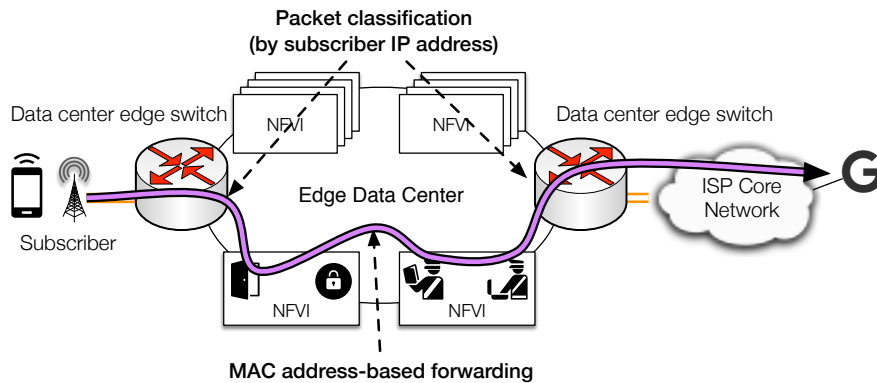 Packet classification
(by subscriber IP address)
Data center edge switch
NFVI
NFVI
Data center edge switch
Edge Data Center
ISP Core
Network
G
Subscriber
NFVI
NFVI
MAC address-based forwarding